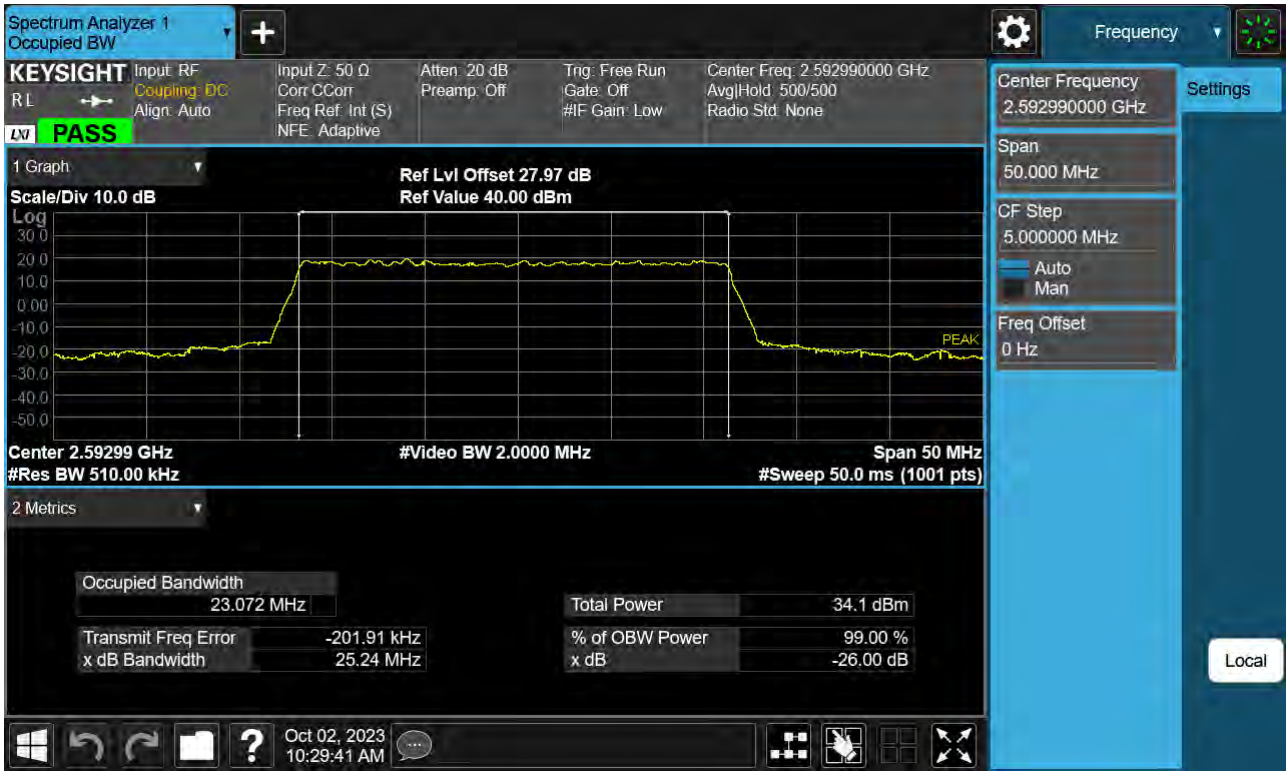 Spectrum Analyzer 1
Occupied BW
+
Frequency
KEYSIGHT
R L
LXI
PASS
Input: RF
Coupling: DC
Align: Auto
Input Z: 50 Ω
Corr CCorr
Freq Ref: Int (S)
NFE: Adaptive
Atten: 20 dB
Preamp: Off
Trig: Free Run
Gate: Off
#IF Gain: Low
Center Freq: 2.592990000 GHz
Avg|Hold: 500/500
Radio Std: None
Center Frequency
2.592990000 GHz
Settings
Span
50.000 MHz
CF Step
5.000000 MHz
Auto
Man
Freq Offset
0 Hz
Local
1 Graph
Scale/Div 10.0 dB
Ref Lvl Offset 27.97 dB
Ref Value 40.00 dBm
Log
30.0
20.0
10.0
0.00
-10.0
-20.0
-30.0
-40.0
-50.0
PEAK
Center 2.59299 GHz
#Video BW 2.0000 MHz
Span 50 MHz
#Res BW 510.00 kHz
#Sweep 50.0 ms (1001 pts)
2 Metrics
Occupied Bandwidth
23.072 MHz
Total Power 34.1 dBm
Transmit Freq Error -201.91 kHz
% of OBW Power 99.00 %
x dB Bandwidth 25.24 MHz
x dB -26.00 dB
?
Oct 02, 2023
10:29:41 AM